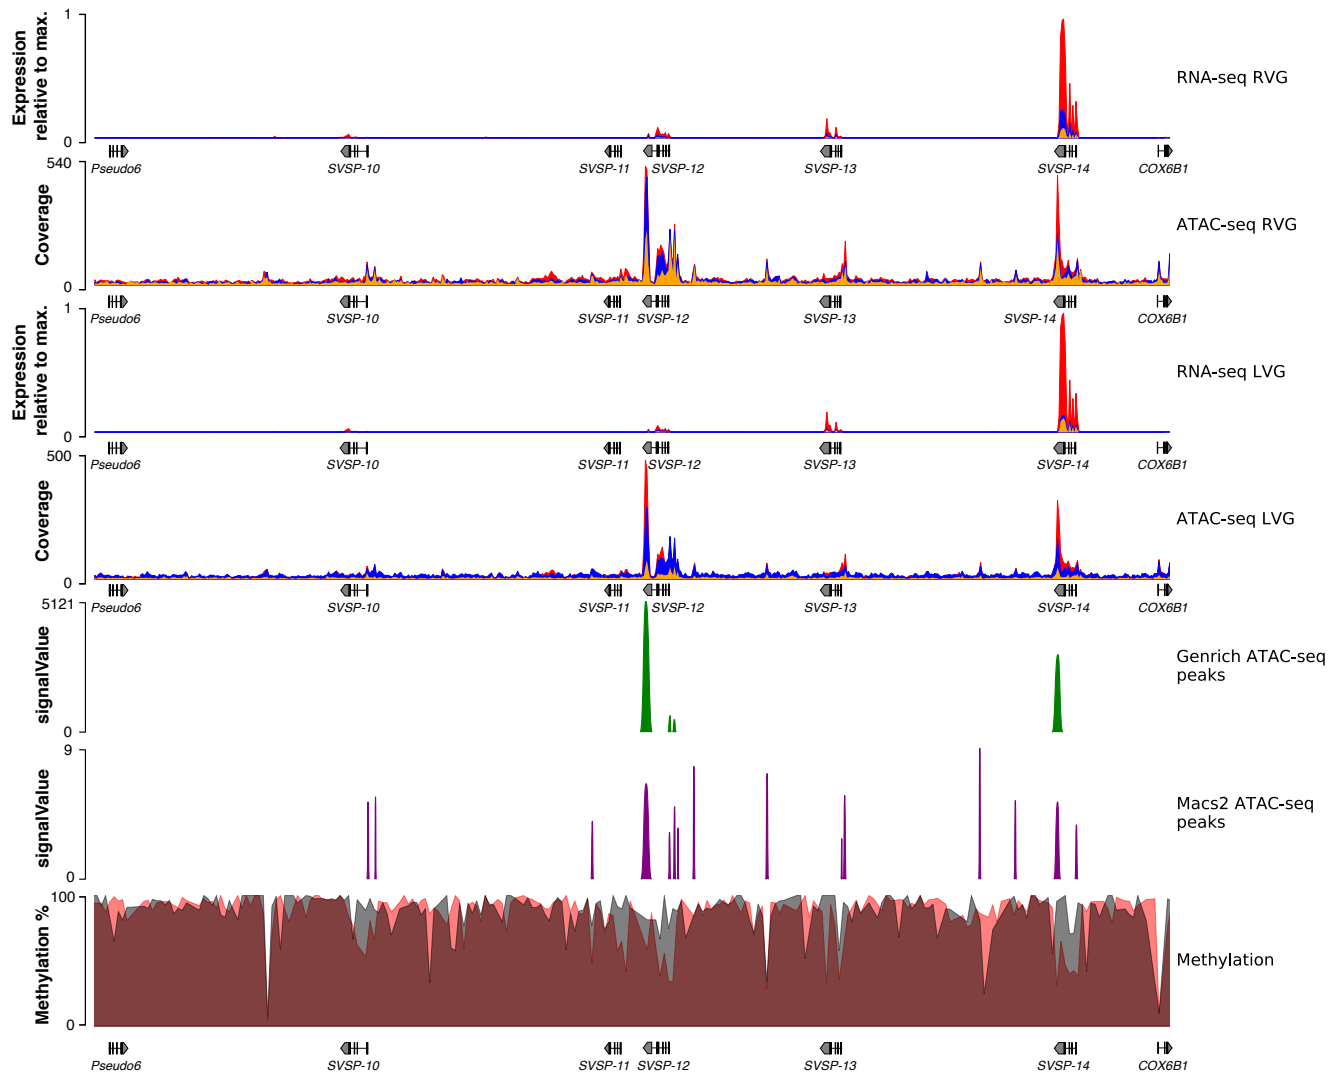 Expression
relative to max.
1
0
RNA-seq RVG
Pseudo6 SVSP-10 SVSP-11 SVSP-12 SVSP-13 SVSP-14 COX6B1
Coverage
540
0
ATAC-seq RVG
Pseudo6 SVSP-10 SVSP-11 SVSP-12 SVSP-13 SVSP-14 COX6B1
Expression
relative to max.
1
0
RNA-seq LVG
Pseudo6 SVSP-10 SVSP-11 SVSP-12 SVSP-13 SVSP-14 COX6B1
Coverage
500
0
ATAC-seq LVG
Pseudo6 SVSP-10 SVSP-11 SVSP-12 SVSP-13 SVSP-14 COX6B1
signalValue
5121
0
Genrich ATAC-seq
peaks
signalValue
9
0
Macs2 ATAC-seq
peaks
Methylation %
100
0
Methylation
Pseudo6 SVSP-10 SVSP-11 SVSP-12 SVSP-13 SVSP-14 COX6B1